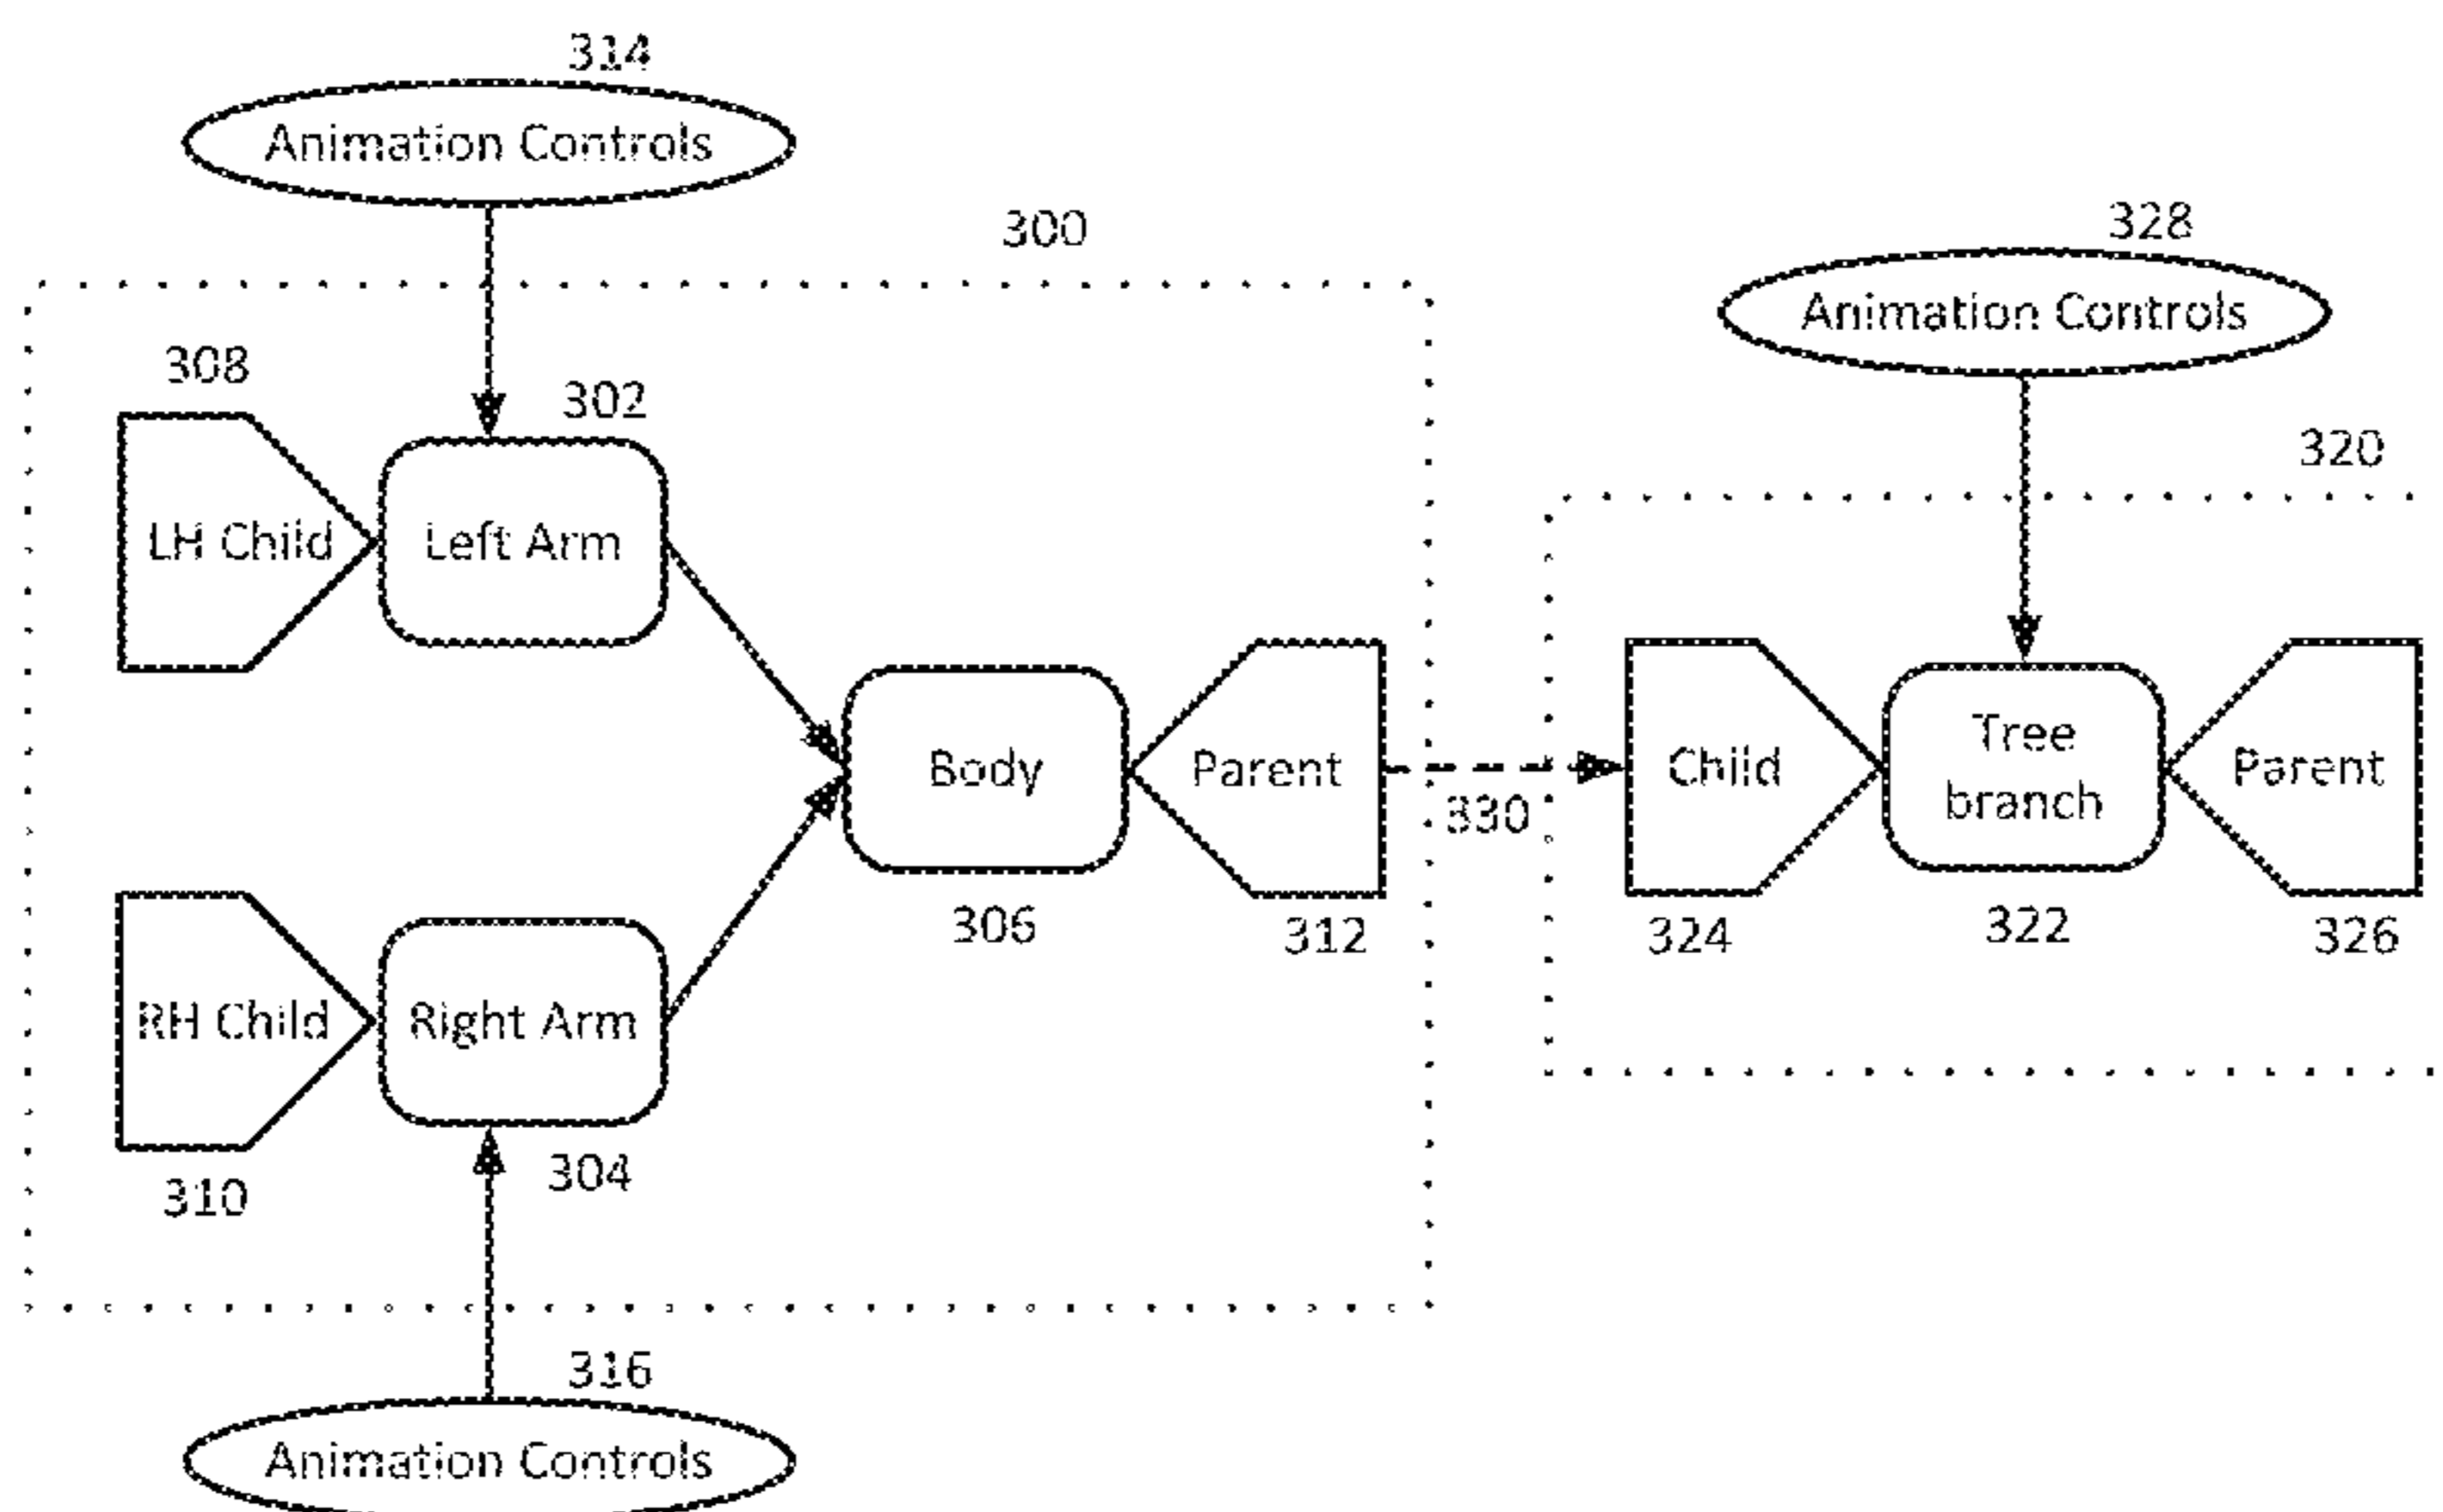 314
Animation Controls
300
328
Animation Controls
308
302
320
LH Child
Left Arm
Body
Parent
330
Child
Tree
branch
Parent
306
312
324
322
326
RH Child
Right Arm
310
304
316
Animation Controls